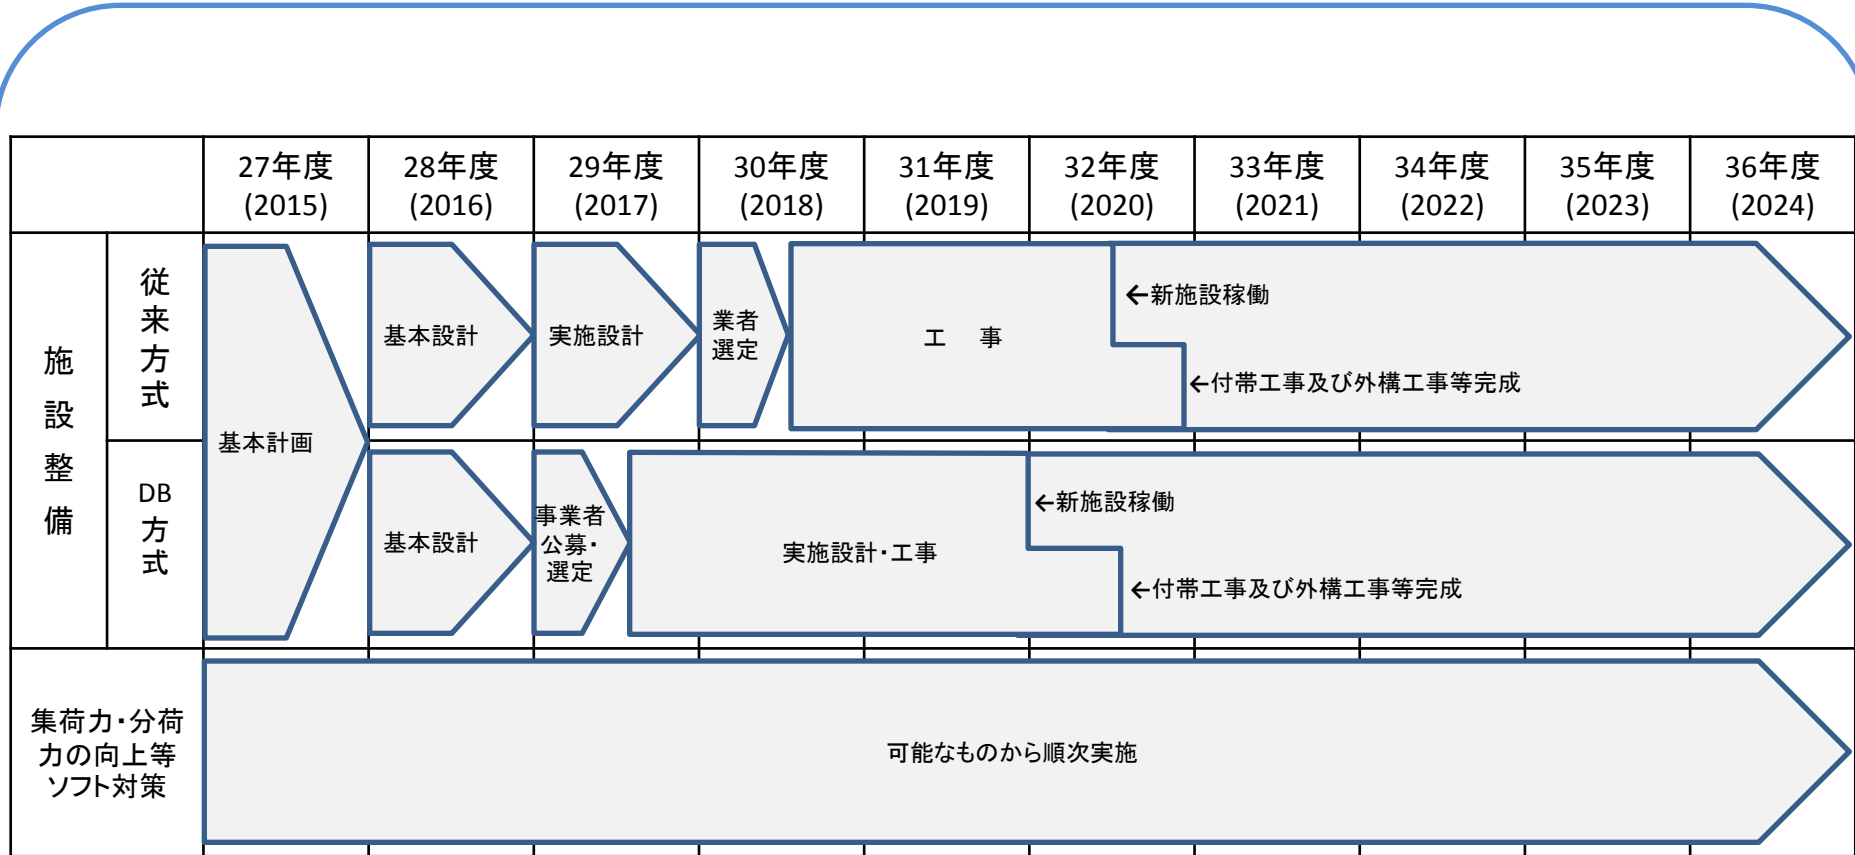 27年度
(2015)
28年度
(2016)
29年度
(2017)
30年度
(2018)
31年度
(2019)
32年度
(2020)
33年度
(2021)
34年度
(2022)
35年度
(2023)
36年度
(2024)
施設整備
従来方式
基本計画
基本設計
実施設計
業者
選定
工　事
←新施設稼働
←付帯工事及び外構工事等完成
DB
方
式
基本設計
事業者
公募・
選定
実施設計・工事
←新施設稼働
←付帯工事及び外構工事等完成
集荷力・分荷
力の向上等
ソフト対策
可能なものから順次実施